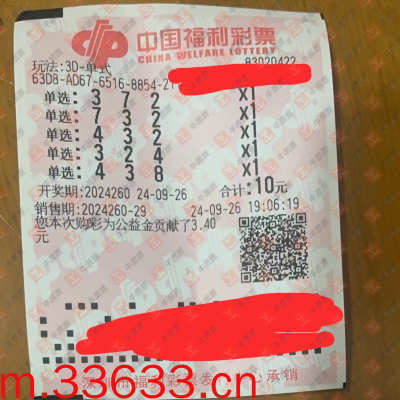 中国福利彩票
CHINA WELFARE LOTTERY
玩法:3D-单式 83020422
63D8-AD67-6516-8854-21
单选: 3 7 2 X1
单选: 7 3 2 X1
单选: 4 3 2 X1
单选: 3 2 4 X1
单选: 4 3 8 X1
开奖期:2024260 24-09-26 合计:10元
销售期:2024260-29 24-09-26 19:06:19
您本次购彩为公益金贡献了3.40
元
m.33633.cn
承销